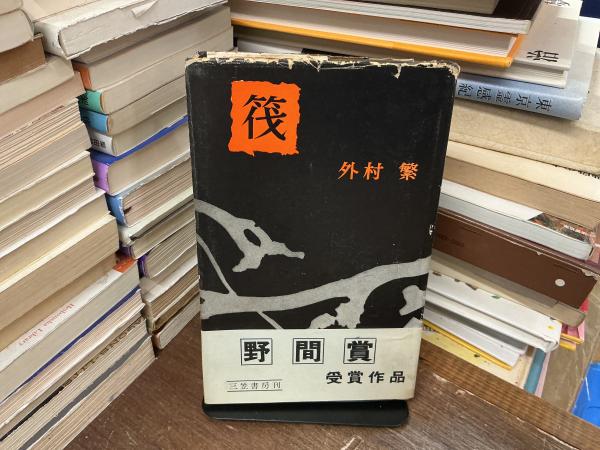 筏
外村 繁
野間賞
受賞作品
三笠書房刊